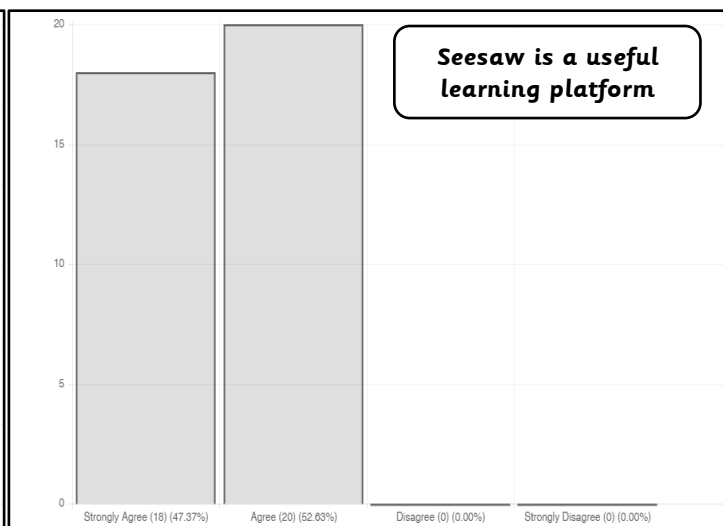 Seesaw is a useful
learning platform
20
15
10
5
0
Strongly Agree (18) (47.37%) Agree (20) (52.63%) Disagree (0) (0.00%) Strongly Disagree (0) (0.00%)